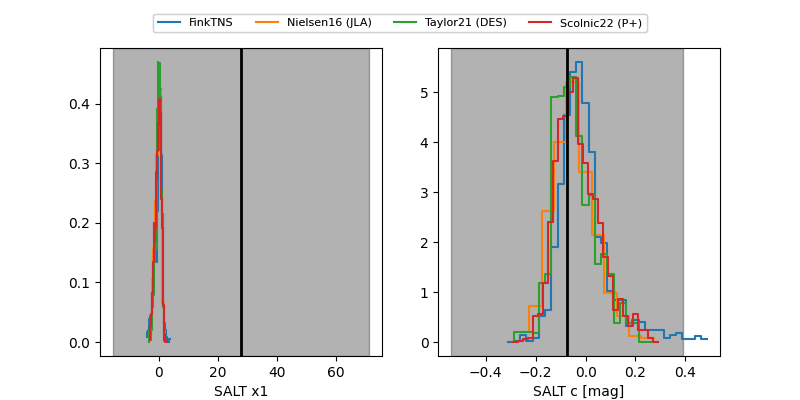 FinkTNS Nielsen16 (JLA) Taylor21 (DES) Scolnic22 (P+)
0.4
0.3
0.2
0.1
0.0
0 20 40 60
SALT x1
5
4
3
2
1
0
−0.4 −0.2 0.0 0.2 0.4
SALT c [mag]